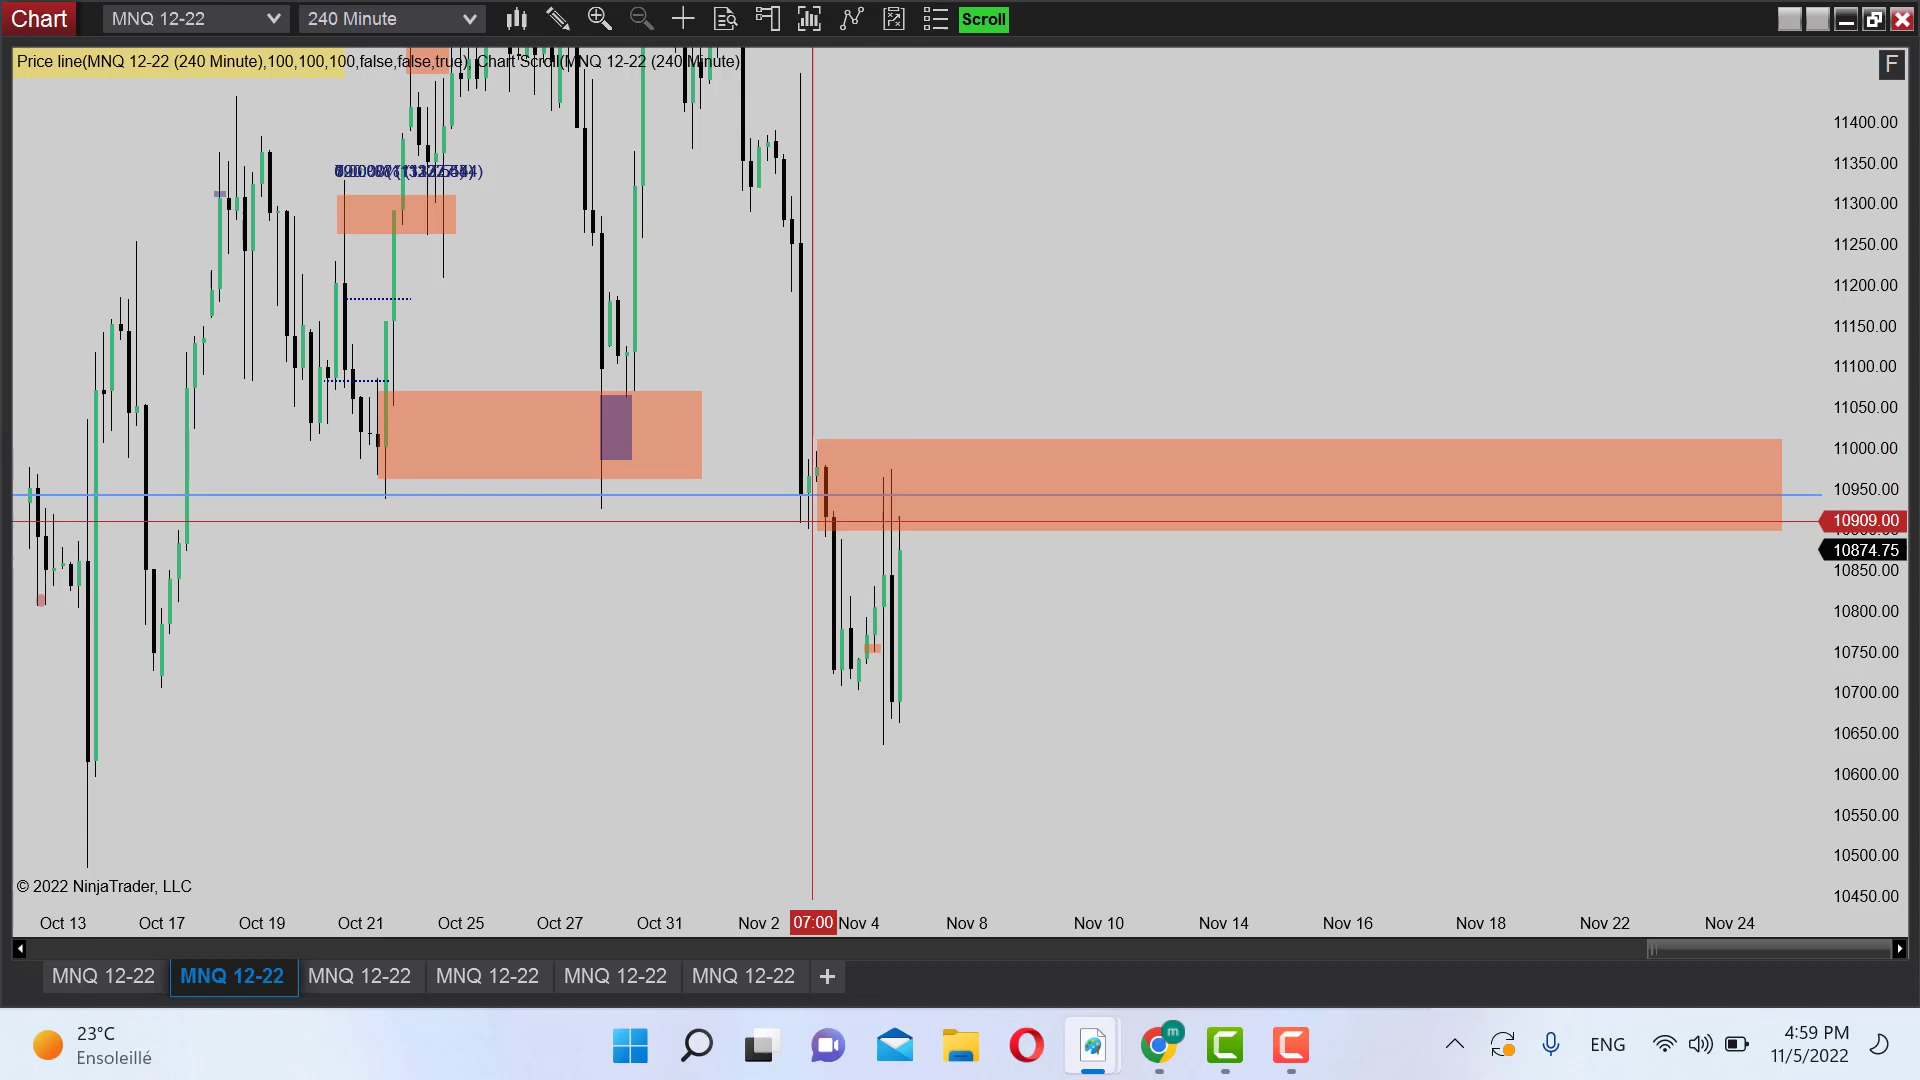 Chart MNQ 12-22 240 Minute Scroll
Price line(MNQ 12-22 (240 Minute),100,100,100,false,false,true), Chart Scroll(MNQ 12-22 (240 Minute)
F
11400.00
11350.00
11300.00
11250.00
11200.00
11150.00
11100.00
11050.00
11000.00
10950.00
10909.00
10874.75
10850.00
10800.00
10750.00
10700.00
10650.00
10600.00
10550.00
10500.00
10450.00
© 2022 NinjaTrader, LLC
Oct 13 Oct 17 Oct 19 Oct 21 Oct 25 Oct 27 Oct 31 Nov 2 07:00 Nov 4 Nov 8 Nov 10 Nov 14 Nov 16 Nov 18 Nov 22 Nov 24
MNQ 12-22 MNQ 12-22 MNQ 12-22 MNQ 12-22 MNQ 12-22 MNQ 12-22 +
23°C
Ensoleillé
m
ENG
4:59 PM
11/5/2022